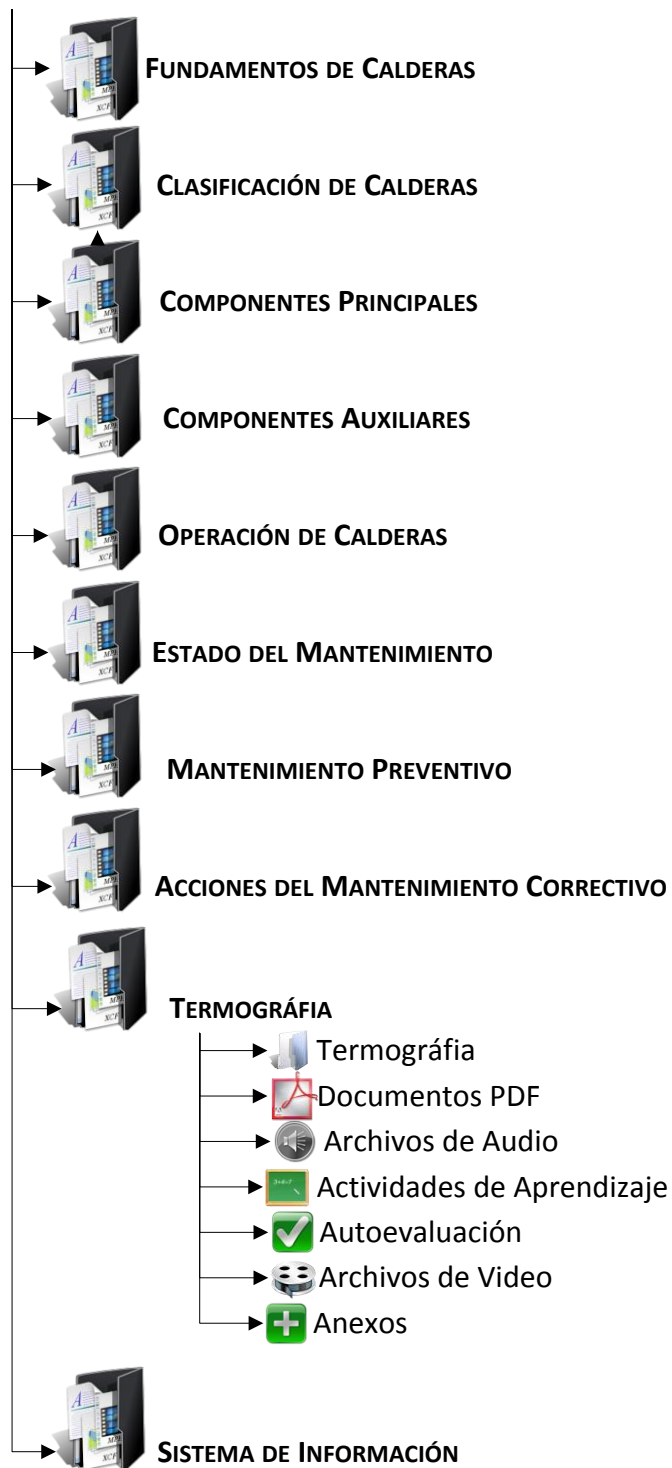 FUNDAMENTOS DE CALDERAS
CLASIFICACIÓN DE CALDERAS
COMPONENTES PRINCIPALES
COMPONENTES AUXILIARES
OPERACIÓN DE CALDERAS
ESTADO DEL MANTENIMIENTO
MANTENIMIENTO PREVENTIVO
ACCIONES DEL MANTENIMIENTO CORRECTIVO
TERMOGRÁFIA
Termográfia
Documentos PDF
Archivos de Audio
Actividades de Aprendizaje
Autoevaluación
Archivos de Video
Anexos
SISTEMA DE INFORMACIÓN